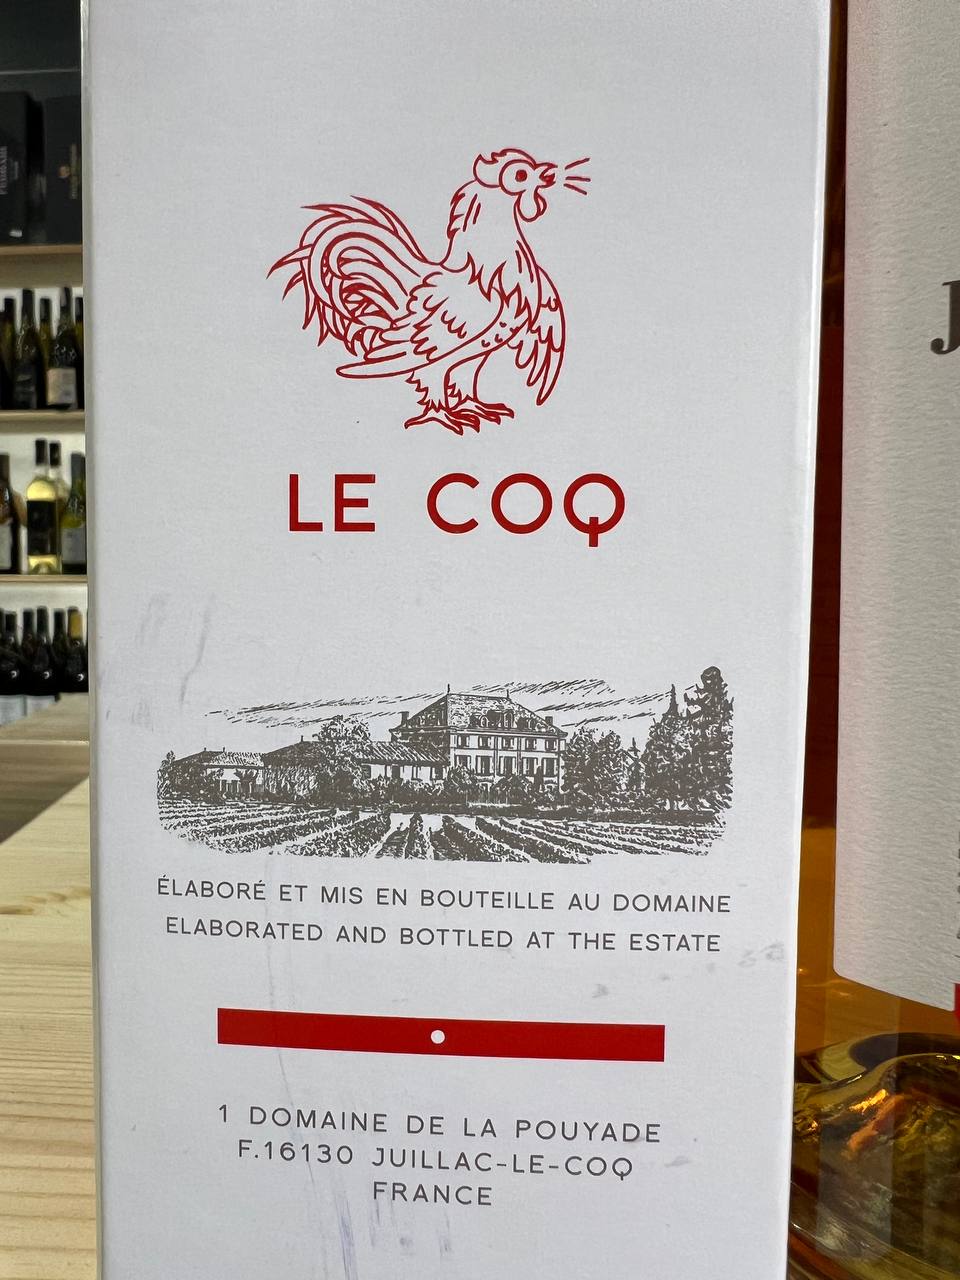 LE COQ
ÉLABORÉ ET MIS EN BOUTEILLE AU DOMAINE
ELABORATED AND BOTTLED AT THE ESTATE
1 DOMAINE DE LA POUYADE
F.16130 JUILLAC-LE-COQ
FRANCE
J